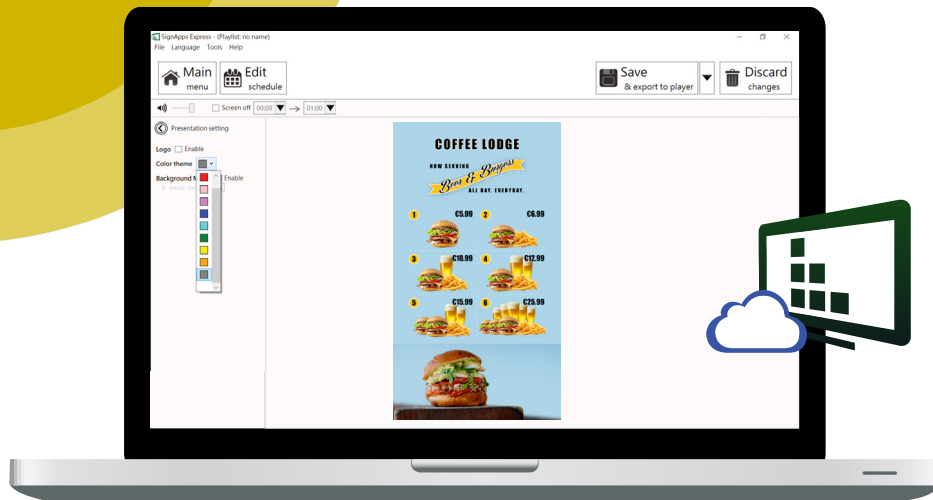 SignApps Express - (Playlist: no name)
File Language Tools Help
Main menu
Edit schedule
Save & export to player
Discard changes
Screen off 00:00 → 01:00
Presentation setting
Logo Enable
Color theme
Background M
Enable
0
COFFEE LODGE
NOW SERVING
Beer & Burgers
ALL DAY, EVERYDAY.
1 €5.99 2 €6.99
3 €10.99 4 €12.99
5 €15.99 6 €25.99